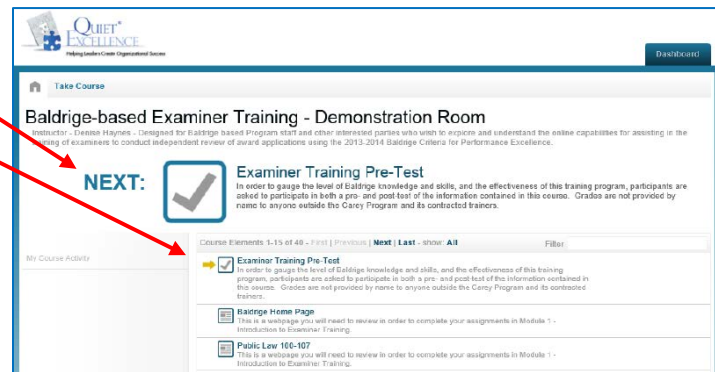 QUIET
EXCELLENCE
Helping Leaders Create Organizational Success
Dashboard
Take Course
Baldrige-based Examiner Training - Demonstration Room
Instructor - Denise Haynes - Designed for Baldrige based Program staff and other interested parties who wish to explore and understand the online capabilities for assisting in the
training of examiners to conduct independent review of award applications using the 2013-2014 Baldrige Criteria for Performance Excellence.
NEXT:
Examiner Training Pre-Test
In order to gauge the level of Baldrige knowledge and skills, and the effectiveness of this training program, participants are
asked to participate in both a pre- and post-test of the information contained in this course. Grades are not provided by
name to anyone outside the Carey Program and its contracted trainers.
Course Elements 1-15 of 40 - First | Previous | Next | Last - show: All
Filter
My Course Activity
Examiner Training Pre-Test
In order to gauge the level of Baldrige knowledge and skills, and the effectiveness of this training
program, participants are asked to participate in both a pre- and post-test of the information contained in
this course. Grades are not provided by name to anyone outside the Carey Program and its contracted
trainers.
Baldrige Home Page
This is a webpage you will need to review in order to complete your assignments in Module 1 -
Introduction to Examiner Training.
Public Law 100-107
This is a webpage you will need to review in order to complete your assignments in Module 1 -
Introduction to Examiner Training.